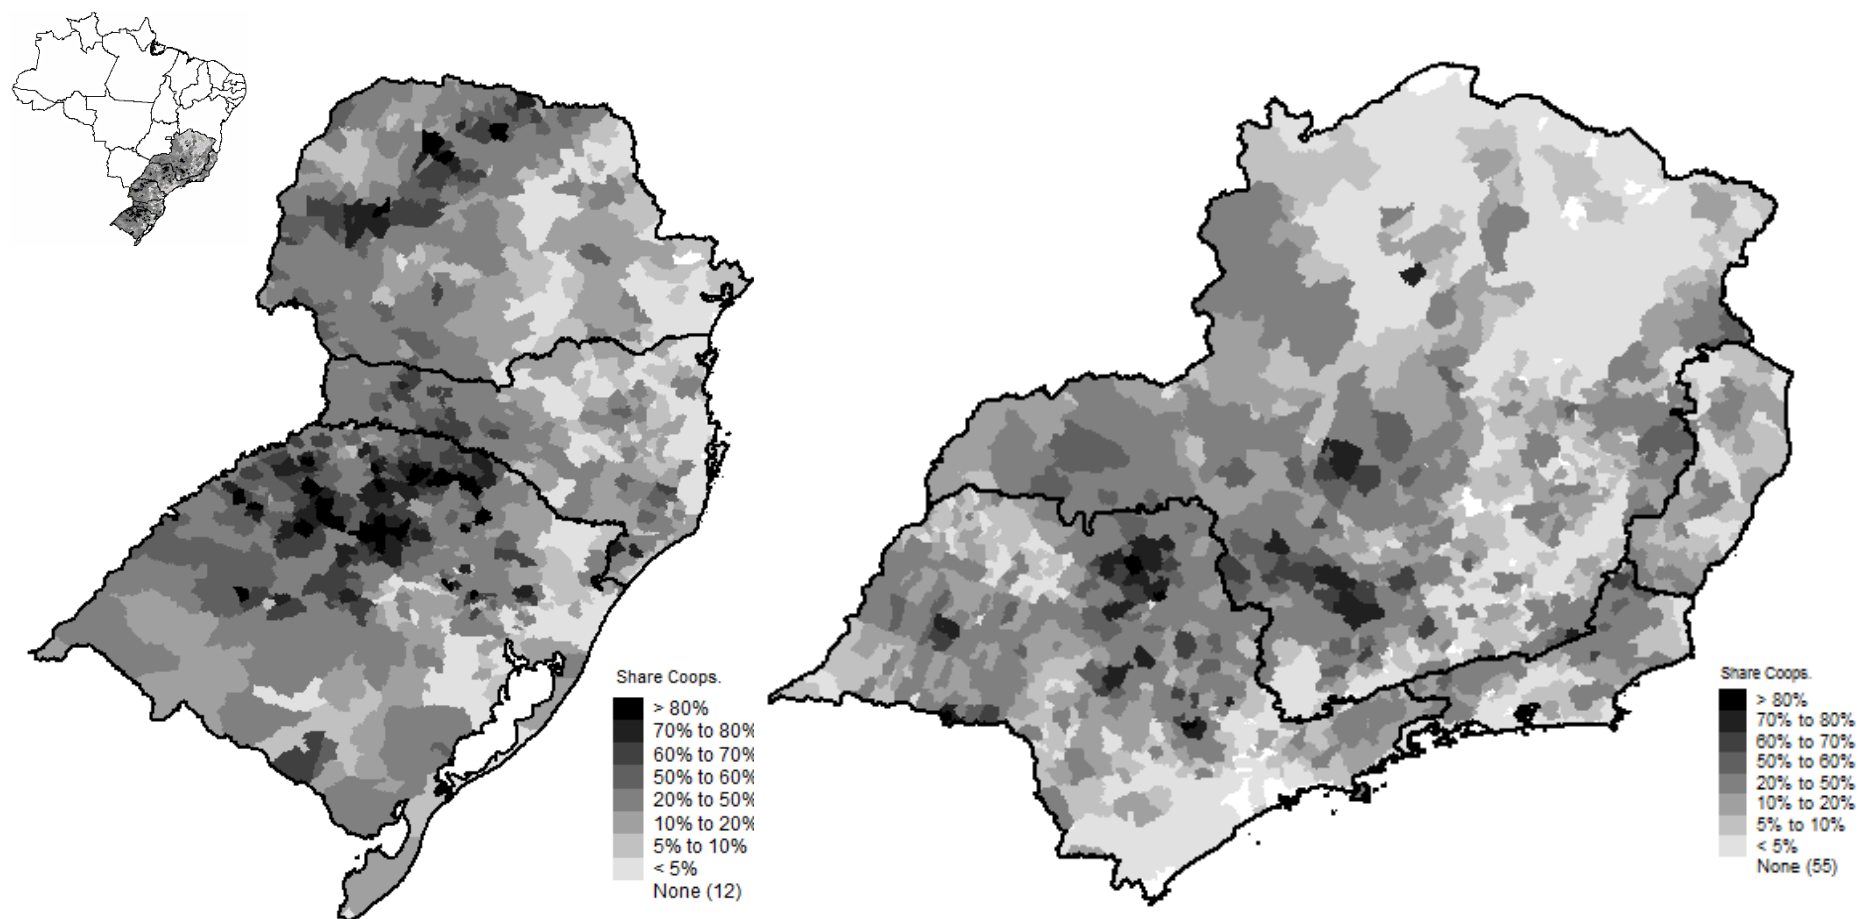 Share Coops.
> 80%
70% to 80%
60% to 70%
50% to 60%
20% to 50%
10% to 20%
5% to 10%
< 5%
None (12)
Share Coops.
> 80%
70% to 80%
60% to 70%
50% to 60%
20% to 50%
10% to 20%
5% to 10%
< 5%
None (55)